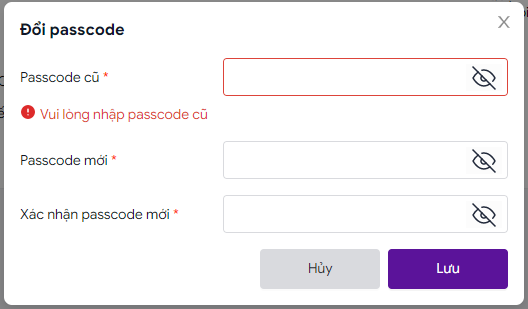 Đổi passcode
Passcode cũ *
Vui lòng nhập passcode cũ
Passcode mới *
Xác nhận passcode mới *
Hủy Lưu